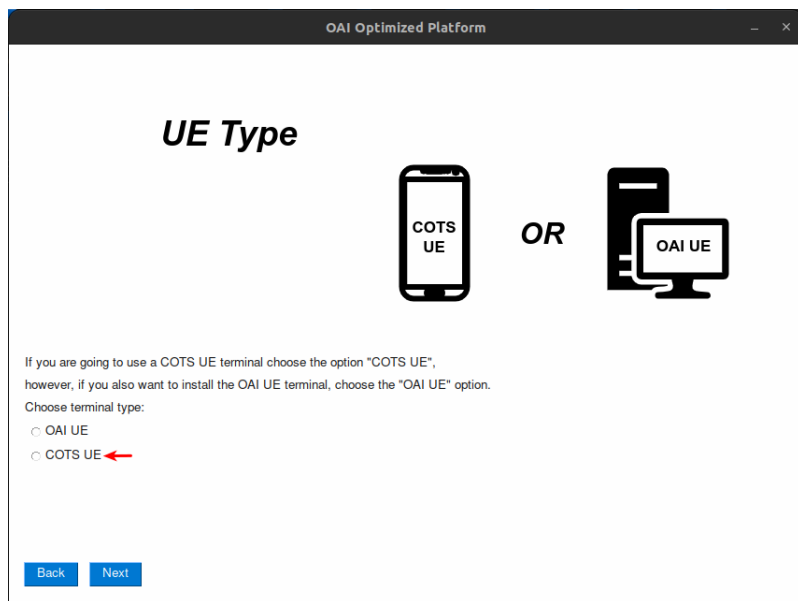 OAI Optimized Platform
UE Type
COTS
UE
OR
OAI UE
If you are going to use a COTS UE terminal choose the option "COTS UE",
however, if you also want to install the OAI UE terminal, choose the "OAI UE" option.
Choose terminal type:
OAI UE
COTS UE
Back Next